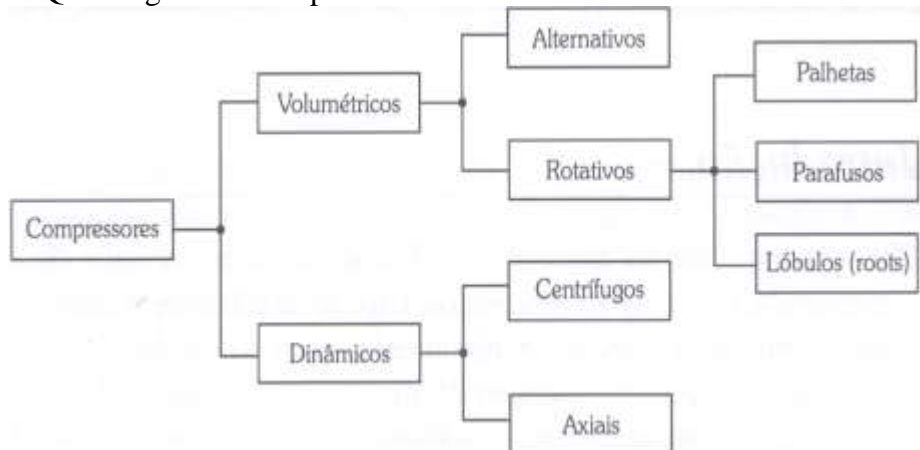 Alternativos
Palhetas
Volumétricos
Rotativos
Parafusos
Compressores
Lóbulos (roots)
Centrífugos
Dinâmicos
Axiais